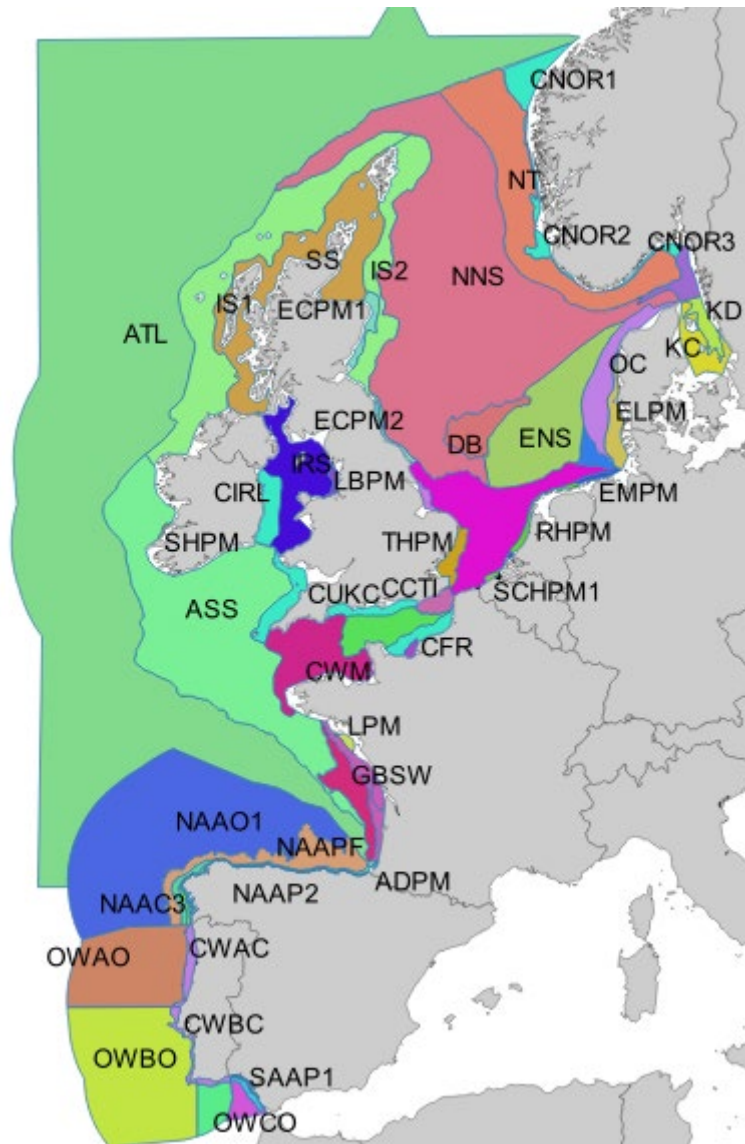 CNOR1
NT
CNOR2
CNOR3
SS
IS2
NNS
IS1
ECPM1
KD
ATL
KC
OC
ELPM
ECPM2
ENS
DB
IRS
LBPM
CIRL
EMPM
RHPM
SHPM
THPM
SCHPM1
CUKC
CCTI
ASS
CFR
CWM
LPM
GBSW
NAAO1
NAAPF
ADPM
NAAC3
NAAP2
OWAO
CWAC
CWBC
OWBO
SAAP1
OWCO